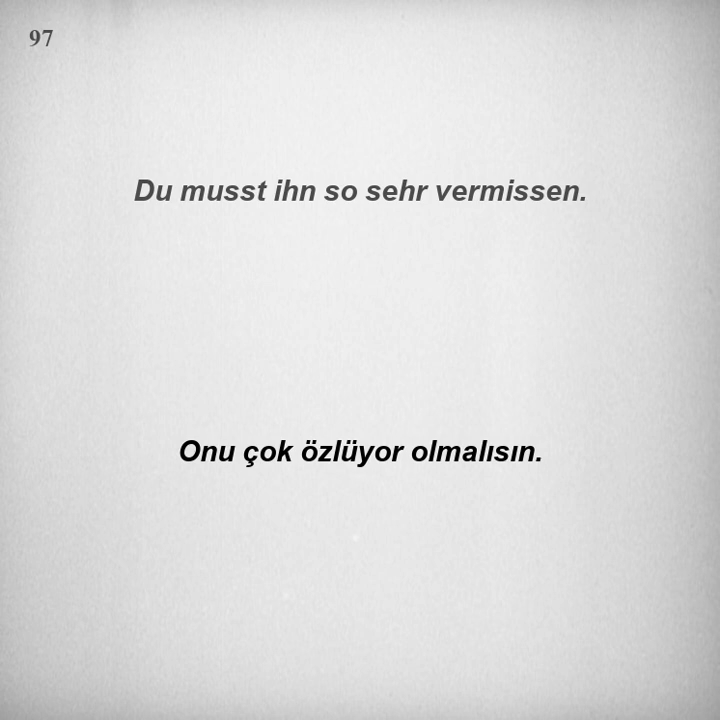 97
Du musst ihn so sehr vermissen.
Onu çok özlüyor olmalısın.